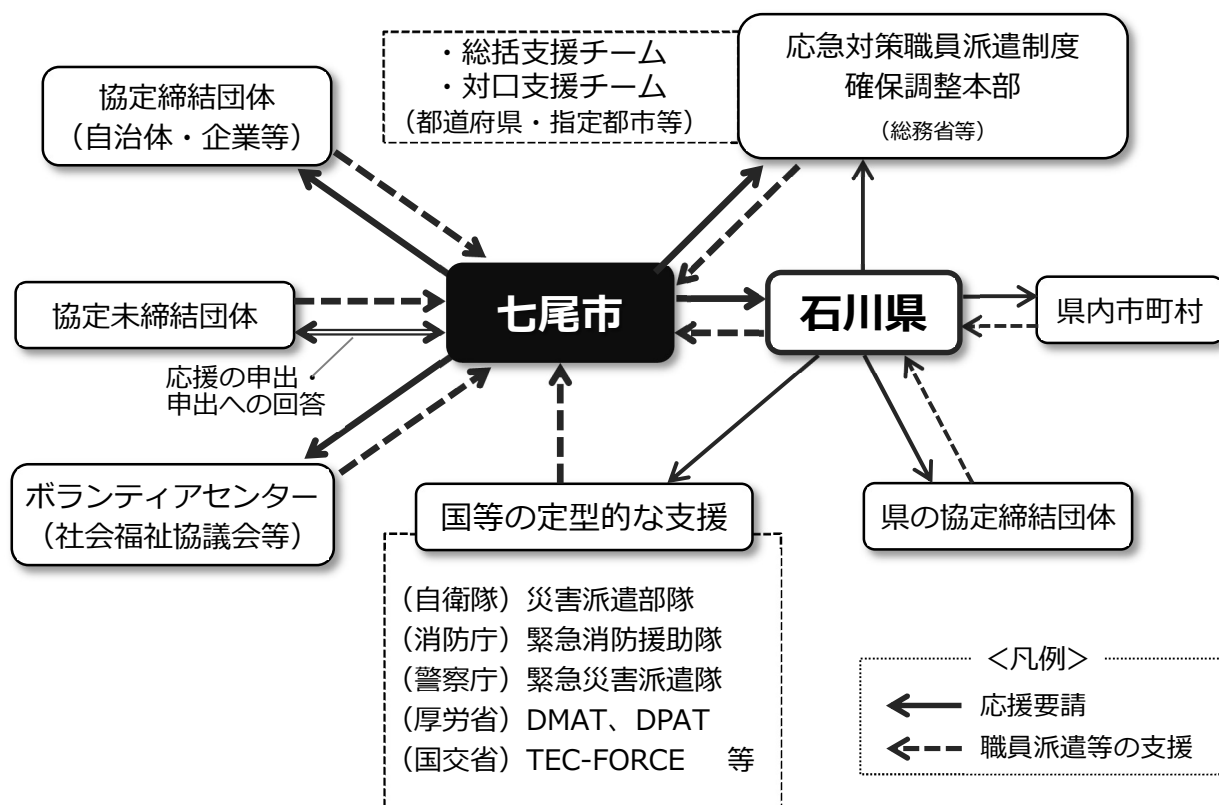 ・総括支援チーム
・対口支援チーム
（都道府県・指定都市等）
応急対策職員派遣制度
確保調整本部
（総務省等）
協定締結団体
（自治体・企業等）
七尾市
石川県
県内市町村
協定未締結団体
応援の申出・
申出への回答
ボランティアセンター
（社会福祉協議会等）
国等の定型的な支援
県の協定締結団体
（自衛隊）災害派遣部隊
（消防庁）緊急消防援助隊
（警察庁）緊急災害派遣隊
（厚労省）DMAT、DPAT
（国交省）TEC-FORCE　等
＜凡例＞
応援要請
職員派遣等の支援